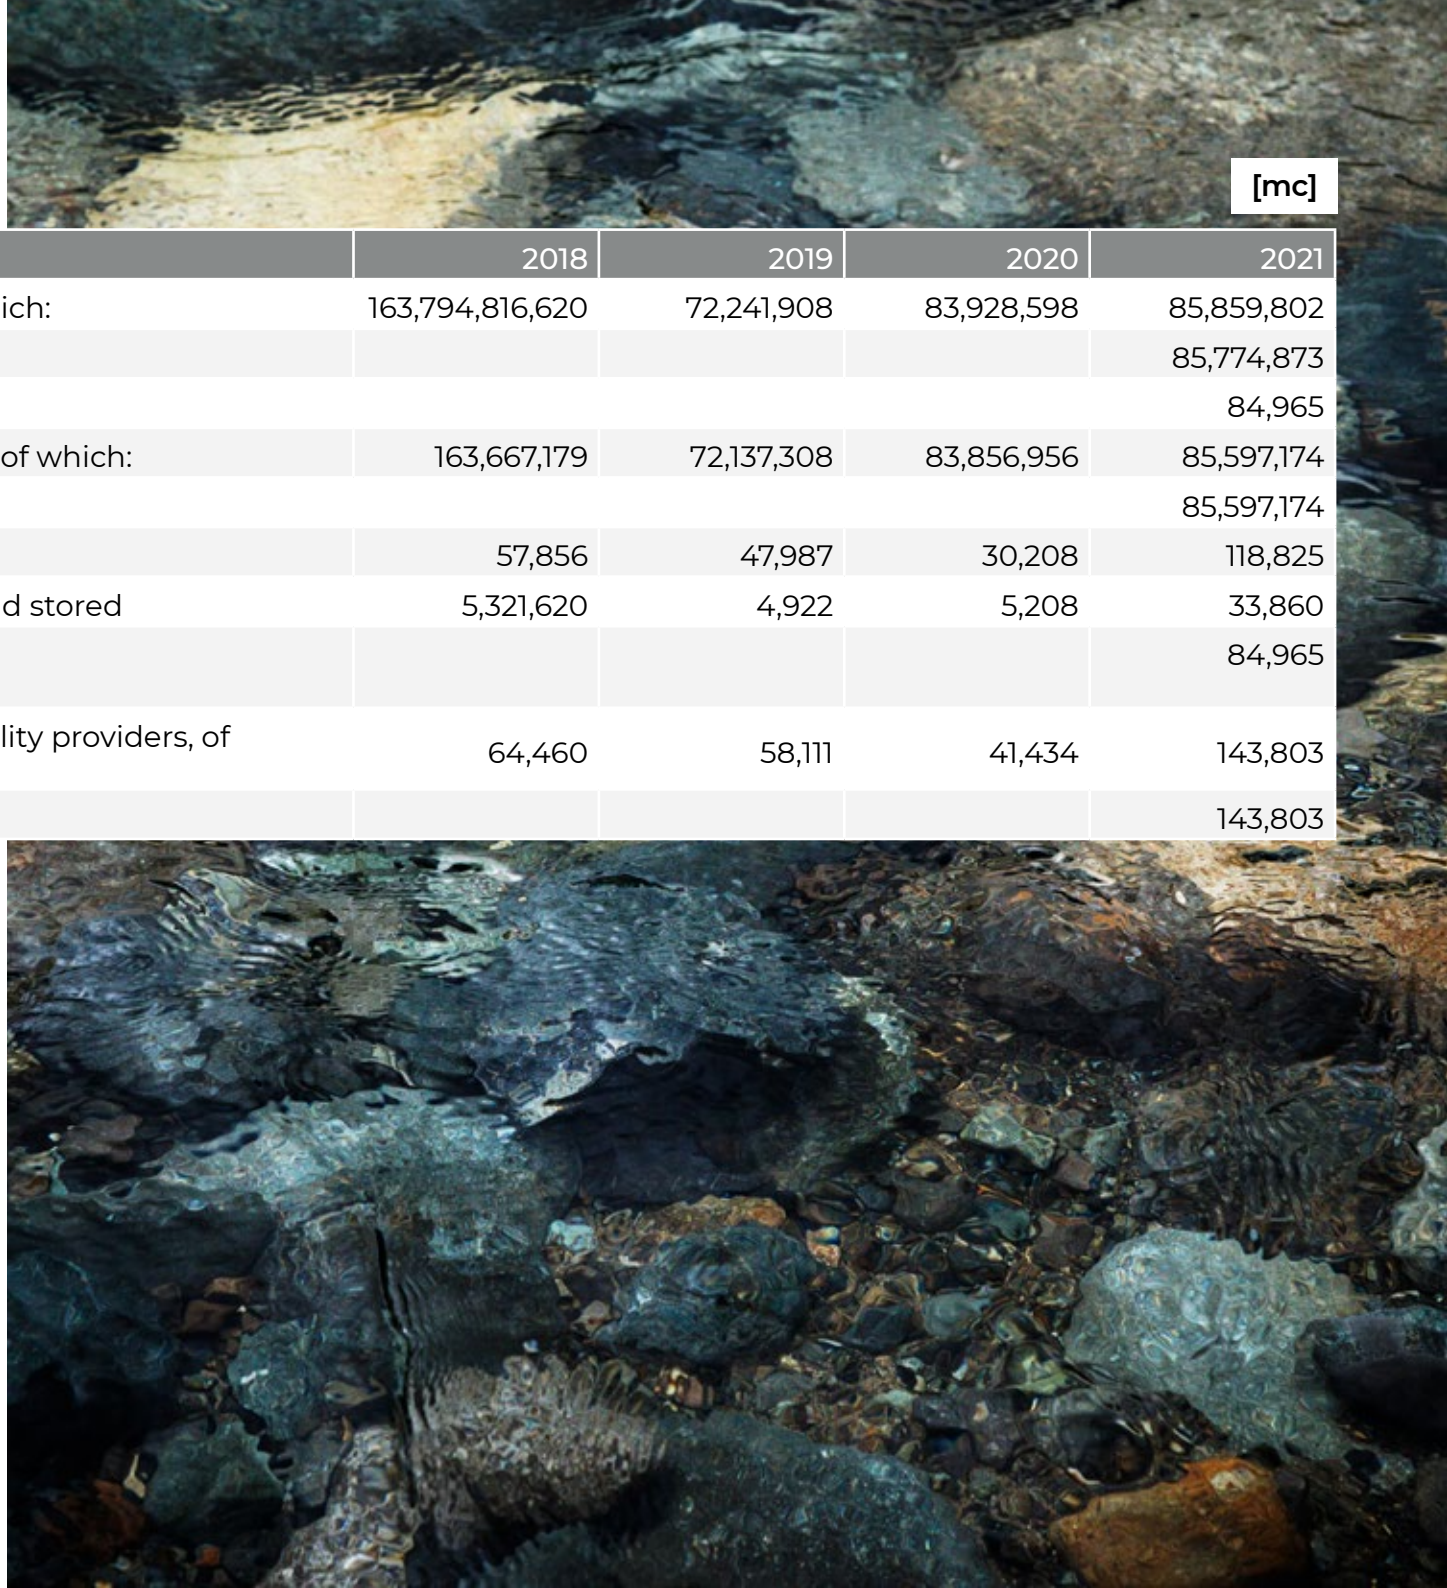 [mc]
2018 2019 2020 2021
ich: 163,794,816,620 72,241,908 83,928,598 85,859,802
85,774,873
84,965
of which: 163,667,179 72,137,308 83,856,956 85,597,174
85,597,174
57,856 47,987 30,208 118,825
d stored 5,321,620 4,922 5,208 33,860
84,965
lity providers, of
64,460 58,111 41,434 143,803
143,803